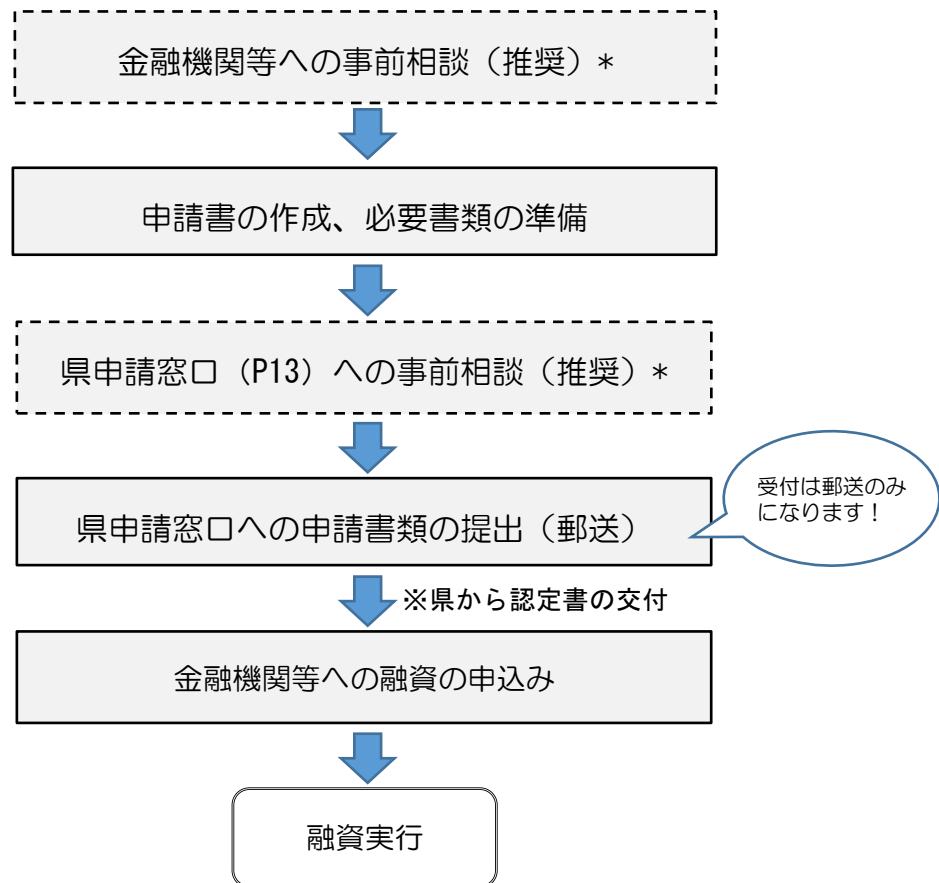 金融機関等への事前相談（推奨）*
申請書の作成、必要書類の準備
県申請窓口（P13）への事前相談（推奨）*
県申請窓口への申請書類の提出（郵送）
受付は郵送のみ
になります！
※県から認定書の交付
金融機関等への融資の申込み
融資実行